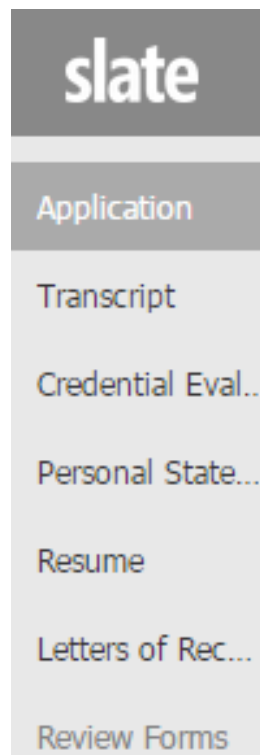 slate
Application
Transcript
Credential Eval...
Personal State...
Resume
Letters of Rec...
Review Forms